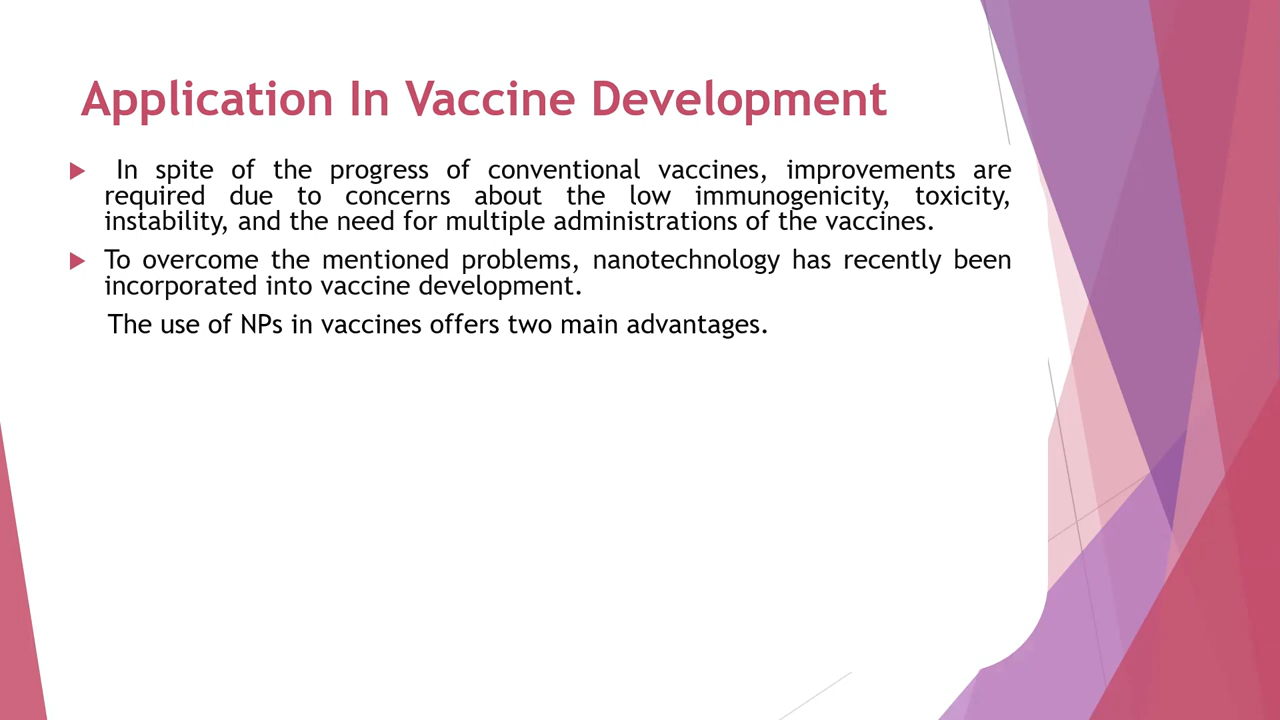 Application In Vaccine Development
In spite of the progress of conventional vaccines, improvements are
required due to concerns about the low immunogenicity, toxicity,
instability, and the need for multiple administrations of the vaccines.
To overcome the mentioned problems, nanotechnology has recently been
incorporated into vaccine development.
The use of NPs in vaccines offers two main advantages.